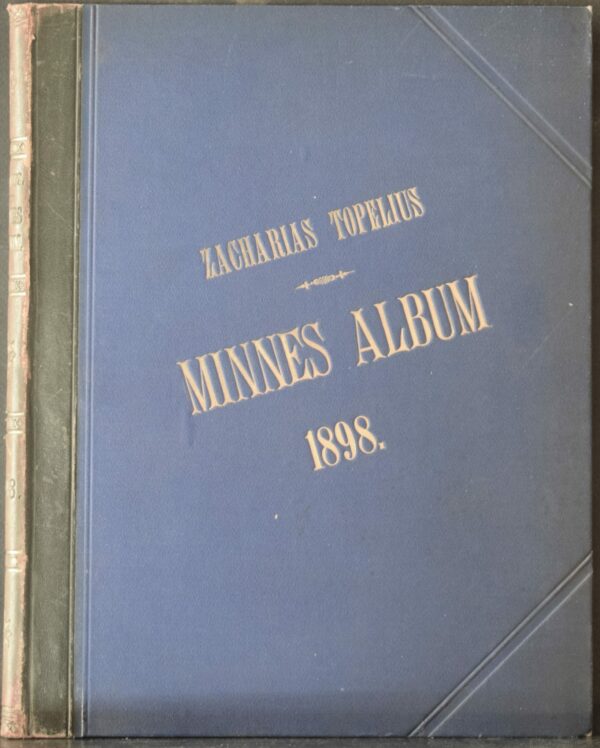 ZACHARIAS TOPELIUS
MINNES ALBUM
1898.